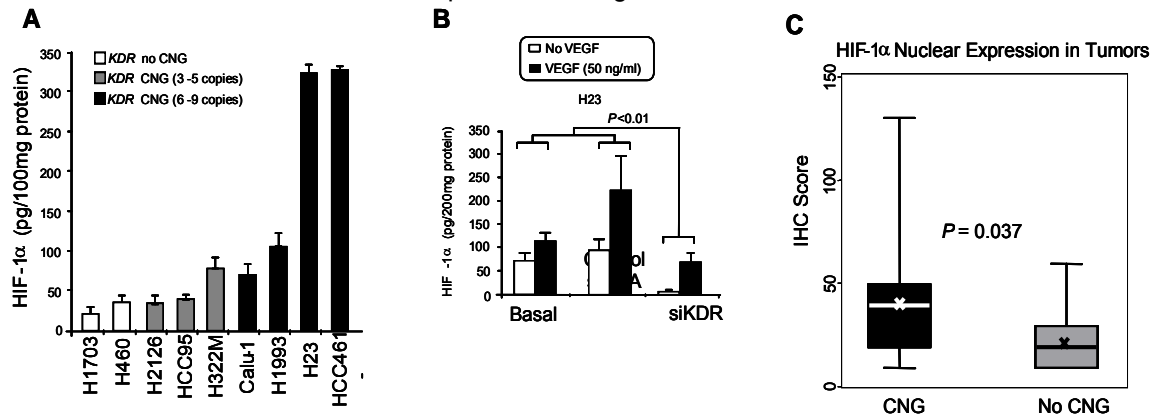 A
HIF-1α (pg/100mg protein)
350
300
250
200
150
100
50
0
KDR no CNG
KDR CNG (3-5 copies)
KDR CNG (6-9 copies)
H1703
H460
H2126
HCC95
H322M
Calu-1
H1993
H23
HCC461
B
No VEGF
VEGF (50 ng/ml)
H23
P<0.01
HIF -1α (pg/200mg protein)
350
300
250
200
150
100
50
0
Basal
siKDR
C
HIF-1α Nuclear Expression in Tumors
IHC Score
150
100
50
0
P = 0.037
CNG
No CNG